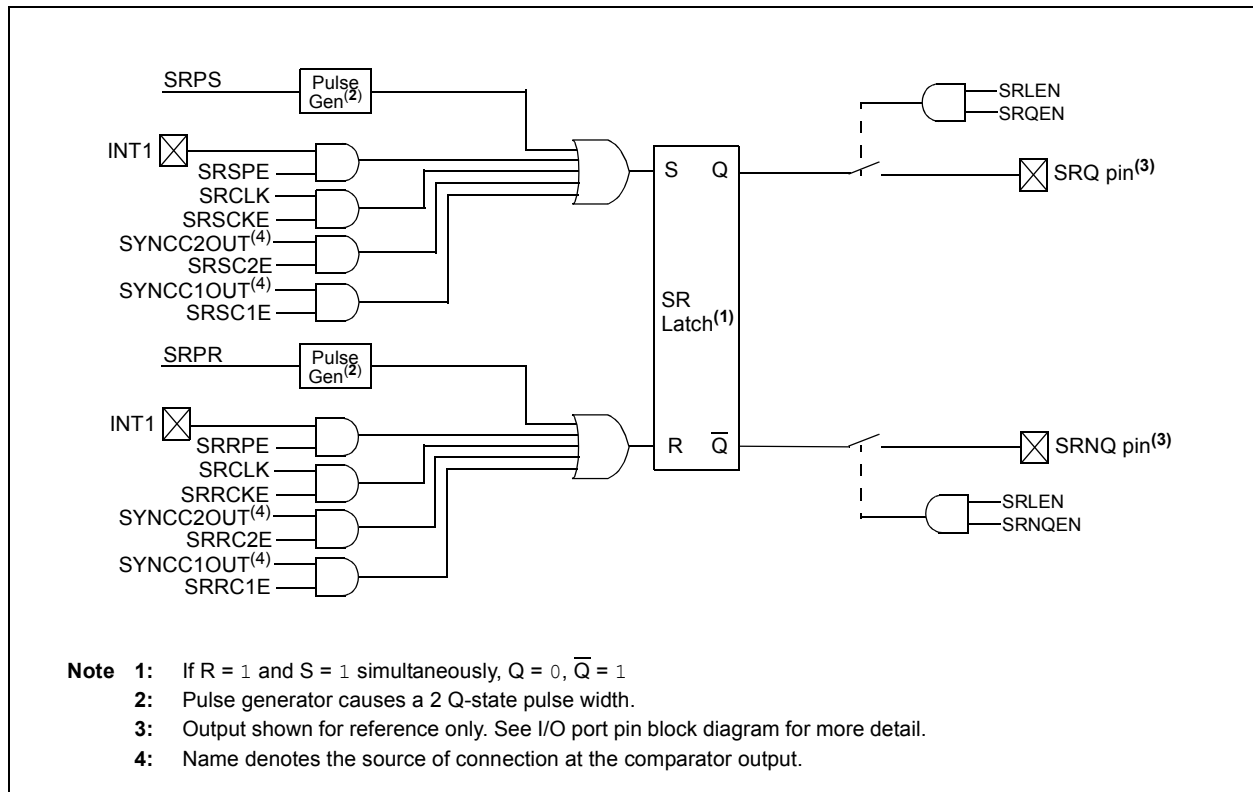 SRPS
Pulse
Gen(2)
SRLEN
SRQEN
INT1
SRSPE
SRCLK
SRSCKE
SYNCC2OUT(4)
SRSC2E
SYNCC1OUT(4)
SRSC1E
S Q
SRQ pin(3)
SR
Latch(1)
SRPR
Pulse
Gen(2)
INT1
SRRPE
SRCLK
SRRCKE
SYNCC2OUT(4)
SRRC2E
SYNCC1OUT(4)
SRRC1E
R Q̅
SRNQ pin(3)
SRLEN
SRNQEN
Note 1: If R = 1 and S = 1 simultaneously, Q = 0, Q̅ = 1
2: Pulse generator causes a 2 Q-state pulse width.
3: Output shown for reference only. See I/O port pin block diagram for more detail.
4: Name denotes the source of connection at the comparator output.